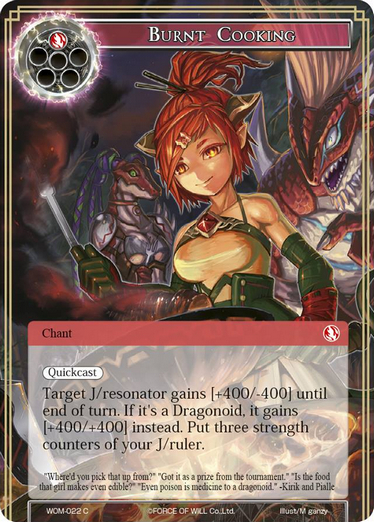 Burnt Cooking
Chant
Quickcast
Target J/resonator gains [+400/-400] until
end of turn. If it's a Dragonoid, it gains
[+400/+400] instead. Put three strength
counters of your J/ruler.
"Where'd you pick that up from?" "Got it as a prize from the tournament." "Is the food
that girl makes even edible?" "Even poison is medicine to a dragonoid." -Kirik and Pialle
WOM-022 C ©FORCE OF WILL Co.,Ltd. Illust/M ganzy